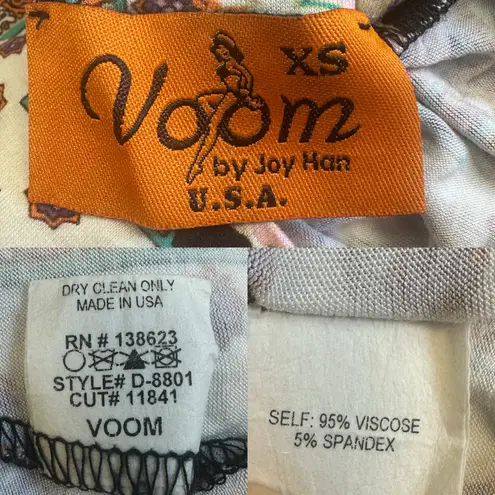 XS
Voom
by Joy Han
U.S.A.
DRY CLEAN ONLY
MADE IN USA
RN # 138623
STYLE# D-8801
CUT# 11841
VOOM
SELF: 95% VISCOSE
5% SPANDEX